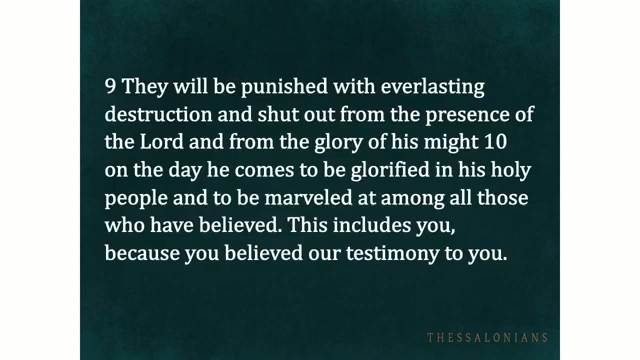 9 They will be punished with everlasting
destruction and shut out from the presence of
the Lord and from the glory of his might 10
on the day he comes to be glorified in his holy
people and to be marveled at among all those
who have believed. This includes you,
because you believed our testimony to you.
THESSALONIANS